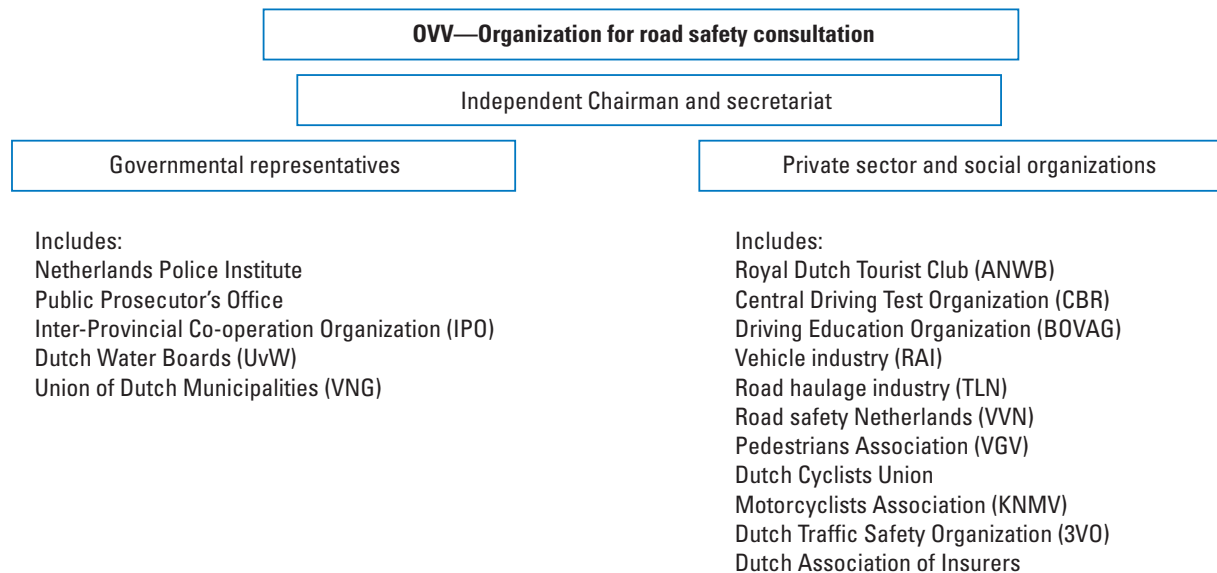 OVV—Organization for road safety consultation
Independent Chairman and secretariat
Governmental representatives
Private sector and social organizations
Includes:
Netherlands Police Institute
Public Prosecutor's Office
Inter-Provincial Co-operation Organization (IPO)
Dutch Water Boards (UvW)
Union of Dutch Municipalities (VNG)
Includes:
Royal Dutch Tourist Club (ANWB)
Central Driving Test Organization (CBR)
Driving Education Organization (BOVAG)
Vehicle industry (RAI)
Road haulage industry (TLN)
Road safety Netherlands (VVN)
Pedestrians Association (VGV)
Dutch Cyclists Union
Motorcyclists Association (KNMV)
Dutch Traffic Safety Organization (3VO)
Dutch Association of Insurers